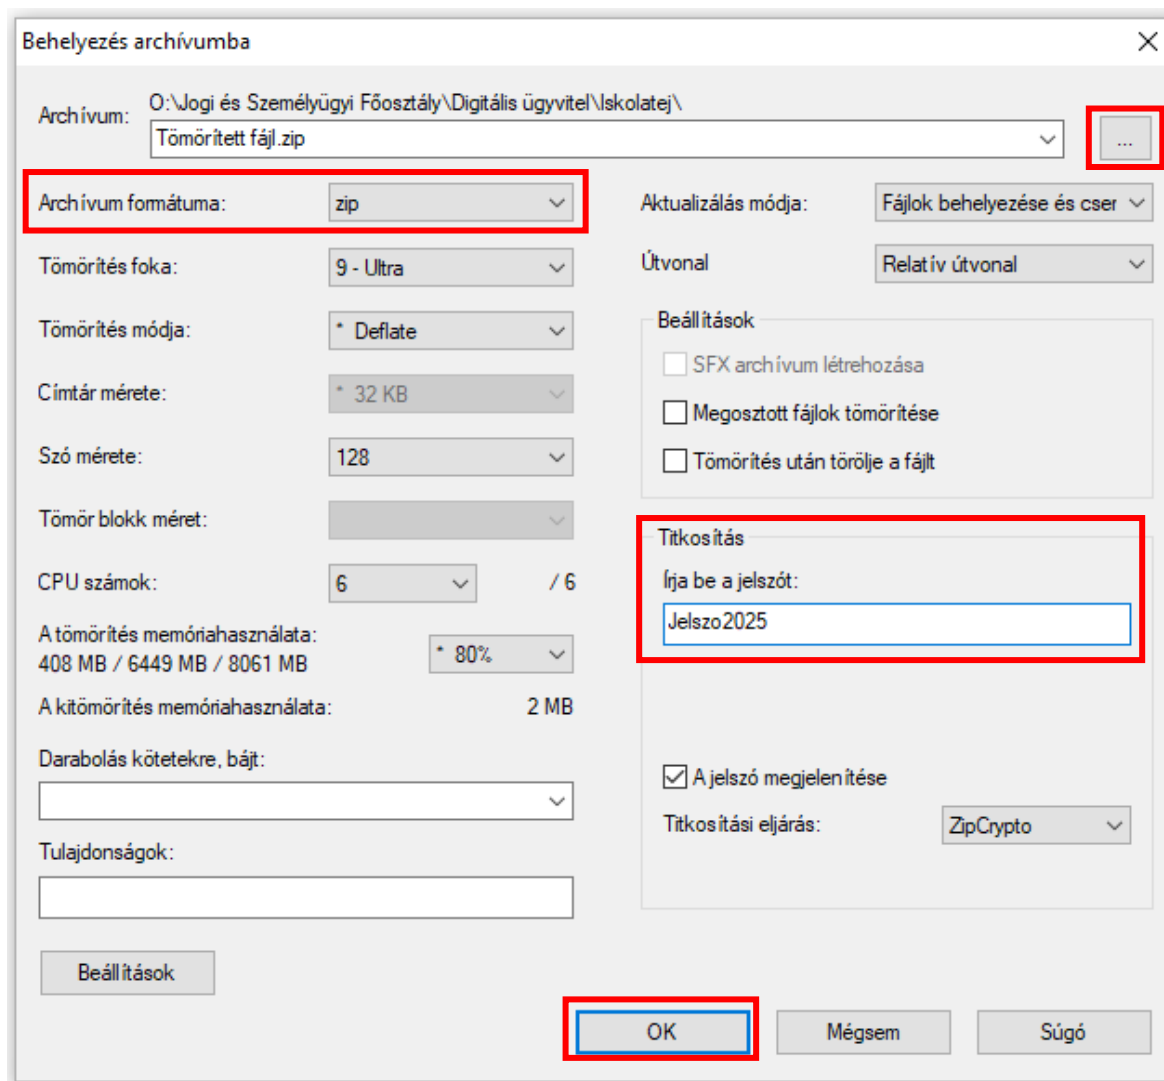 Behelyezés archívumba
O:\Jogi és Személyügyi Főosztály\Digitális ügyvitel\Iskolatej\
Archívum:
Tömörített fájl.zip
...
Archívum formátuma: zip
Aktualizálás módja: Fájlok behelyezése és cser
Tömörítés foka: 9 - Ultra
Útvonal Relatív útvonal
Tömörítés módja: * Deflate
Beállítások
SFX archívum létrehozása
Címtár mérete: * 32 KB
Megosztott fájlok tömörítése
Szó mérete: 128
Tömörítés után törölje a fájlt
Tömör blokk méret:
Titkosítás
CPU számok: 6 / 6
Írja be a jelszót:
Jelszo2025
A tömörítés memóriahasználata:
408 MB / 6449 MB / 8061 MB
* 80%
A kitömörítés memóriahasználata: 2 MB
Darabolás kötetekre, bájt:
A jelszó megjelenítése
Titkosítási eljárás: ZipCrypto
Tulajdonságok:
Beállítások
OK Mégsem Súgó